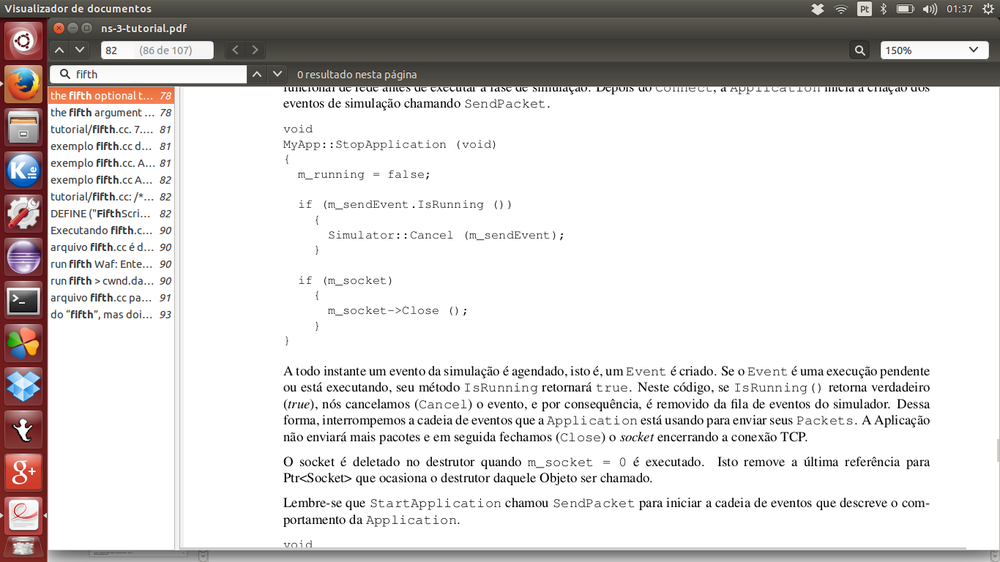 Visualizador de documentos
Pt
01:37
ns-3-tutorial.pdf
82 (86 de 107)
150%
fifth
0 resultado nesta página
the fifth optional t... 78
the fifth argument ... 78
tutorial/fifth.cc. 7.... 81
exemplo fifth.cc d... 81
exemplo fifth.cc. A... 81
exemplo fifth.cc A... 82
tutorial/fifth.cc: /*... 82
DEFINE ("FifthScri... 82
Executando fifth.c... 90
arquivo fifth.cc é d... 90
run fifth Waf: Ente... 90
run fifth > cwnd.da... 90
arquivo fifth.cc pa... 91
do “fifth”, mas doi... 93
funcional de rede antes de executar a fase de simulação. Depois do Connect, a Application inicia a criação dos
eventos de simulação chamando SendPacket.
void
MyApp::StopApplication (void)
{
m_running = false;
if (m_sendEvent.IsRunning ())
{
Simulator::Cancel (m_sendEvent);
}
if (m_socket)
{
m_socket->Close ();
}
}
A todo instante um evento da simulação é agendado, isto é, um Event é criado. Se o Event é uma execução pendente
ou está executando, seu método IsRunning retornará true. Neste código, se IsRunning() retorna verdadeiro
(true), nós cancelamos (Cancel) o evento, e por consequência, é removido da fila de eventos do simulador. Dessa
forma, interrompemos a cadeia de eventos que a Application está usando para enviar seus Packets. A Aplicação
não enviará mais pacotes e em seguida fechamos (Close) o socket encerrando a conexão TCP.
O socket é deletado no destrutor quando m_socket = 0 é executado. Isto remove a última referência para
Ptr<Socket> que ocasiona o destrutor daquele Objeto ser chamado.
Lembre-se que StartApplication chamou SendPacket para iniciar a cadeia de eventos que descreve o com-
portamento da Application.
void
K
ile
>_
g+